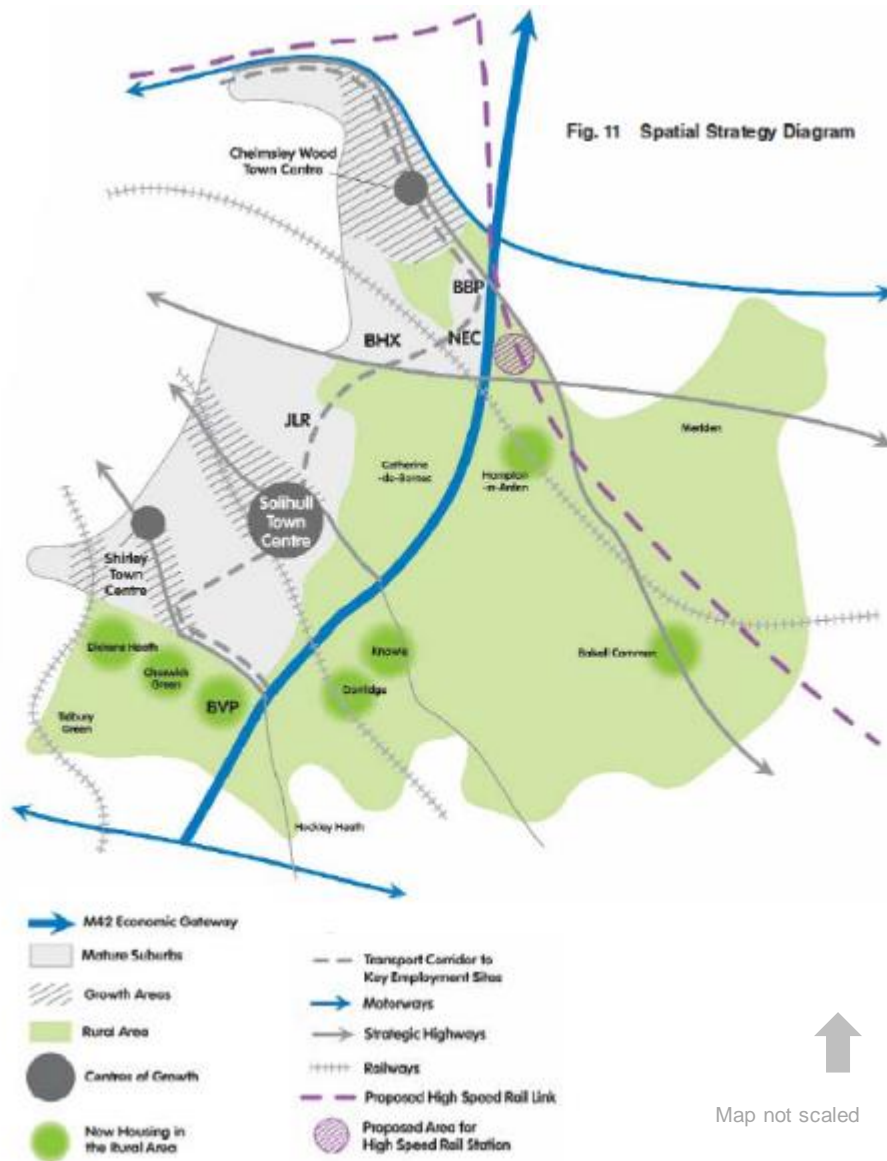 Fig. 11 Spatial Strategy Diagram
Chelmsley Wood
Town Centre
BBP
BHX
NEC
JLR
Meriden
Catherine
-de-Barnes
Hampton
-in-Arden
Solihull
Town
Centre
Shirley
Town
Centre
Dickens Heath
Cheswick
Green
Knowle
Balsall Common
Dorridge
BVP
Tidbury
Green
Hockley Heath
M42 Economic Gateway
Mature Suburbs
Growth Areas
Rural Area
Centres of Growth
New Housing in
the Rural Area
Transport Corridor to
Key Employment Sites
Motorways
Strategic Highways
Railways
Proposed High Speed Rail Link
Proposed Area for
High Speed Rail Station
Map not scaled